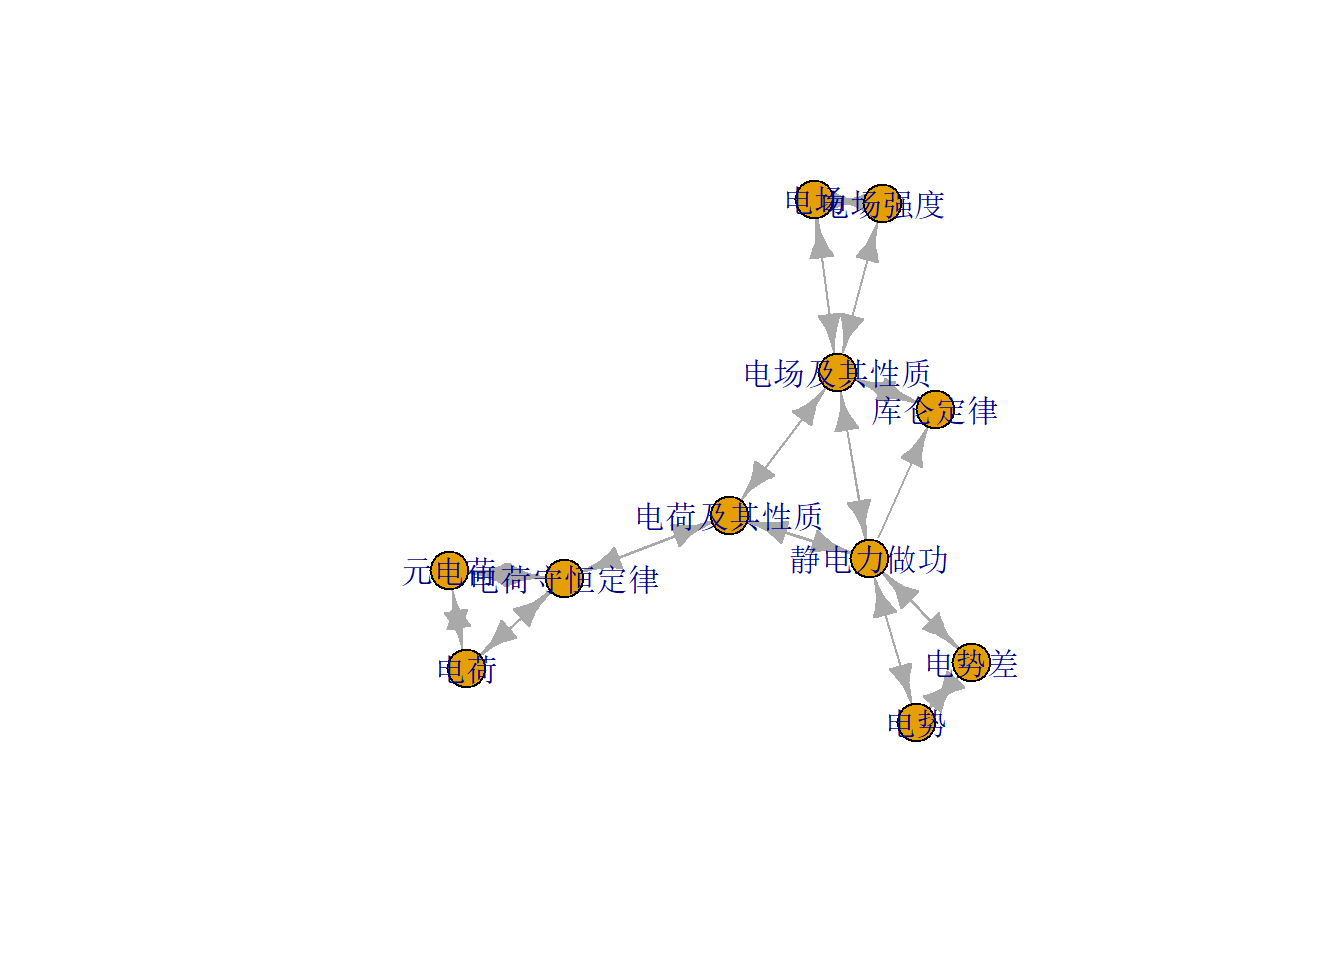 电场
电场强度
电场及其性质
库仑定律
电荷及其性质
静电力做功
元电荷
电荷守恒定律
电荷
电势差
电势